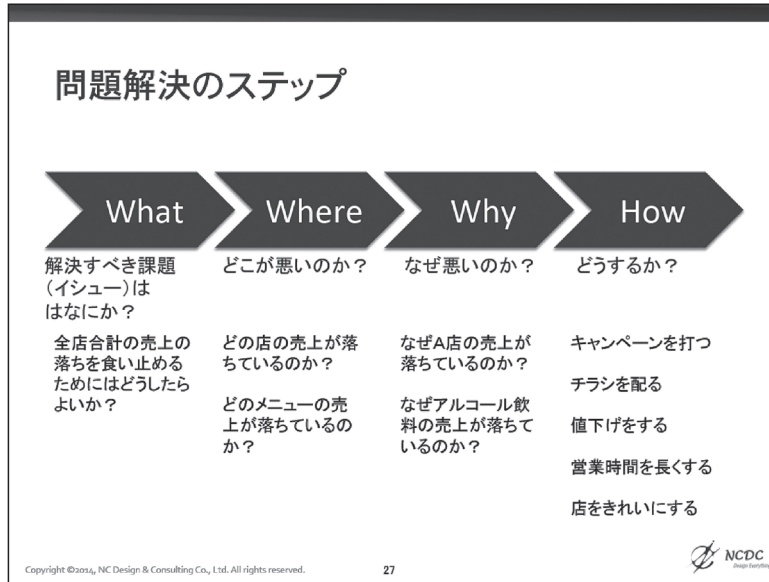 問題解決のステップ
What
Where
Why
How
解決すべき課題
（イシュー）は
はなにか？
どこが悪いのか？
なぜ悪いのか？
どうするか？
全店合計の売上の
落ちを食い止める
ためにはどうしたら
よいか？
どの店の売上が落
ちているのか？
どのメニューの売
上が落ちているの
か？
なぜA店の売上が
落ちているのか？
なぜアルコール飲
料の売上が落ちて
いるのか？
キャンペーンを打つ
チラシを配る
値下げをする
営業時間を長くする
店をきれいにする
Copyright ©2014, NC Design & Consulting Co., Ltd. All rights reserved.
27
NCDC
Design Everything